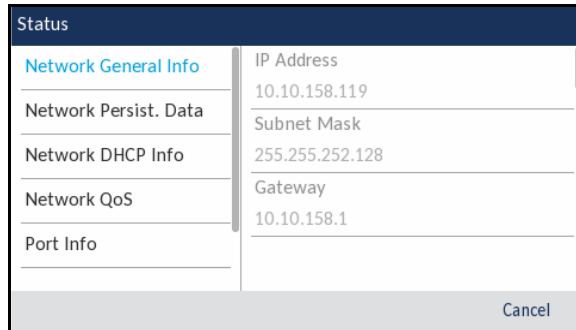 Status
Network General Info
Network Persist. Data
Network DHCP Info
Network QoS
Port Info
IP Address
10.10.158.119
Subnet Mask
255.255.252.128
Gateway
10.10.158.1
Cancel